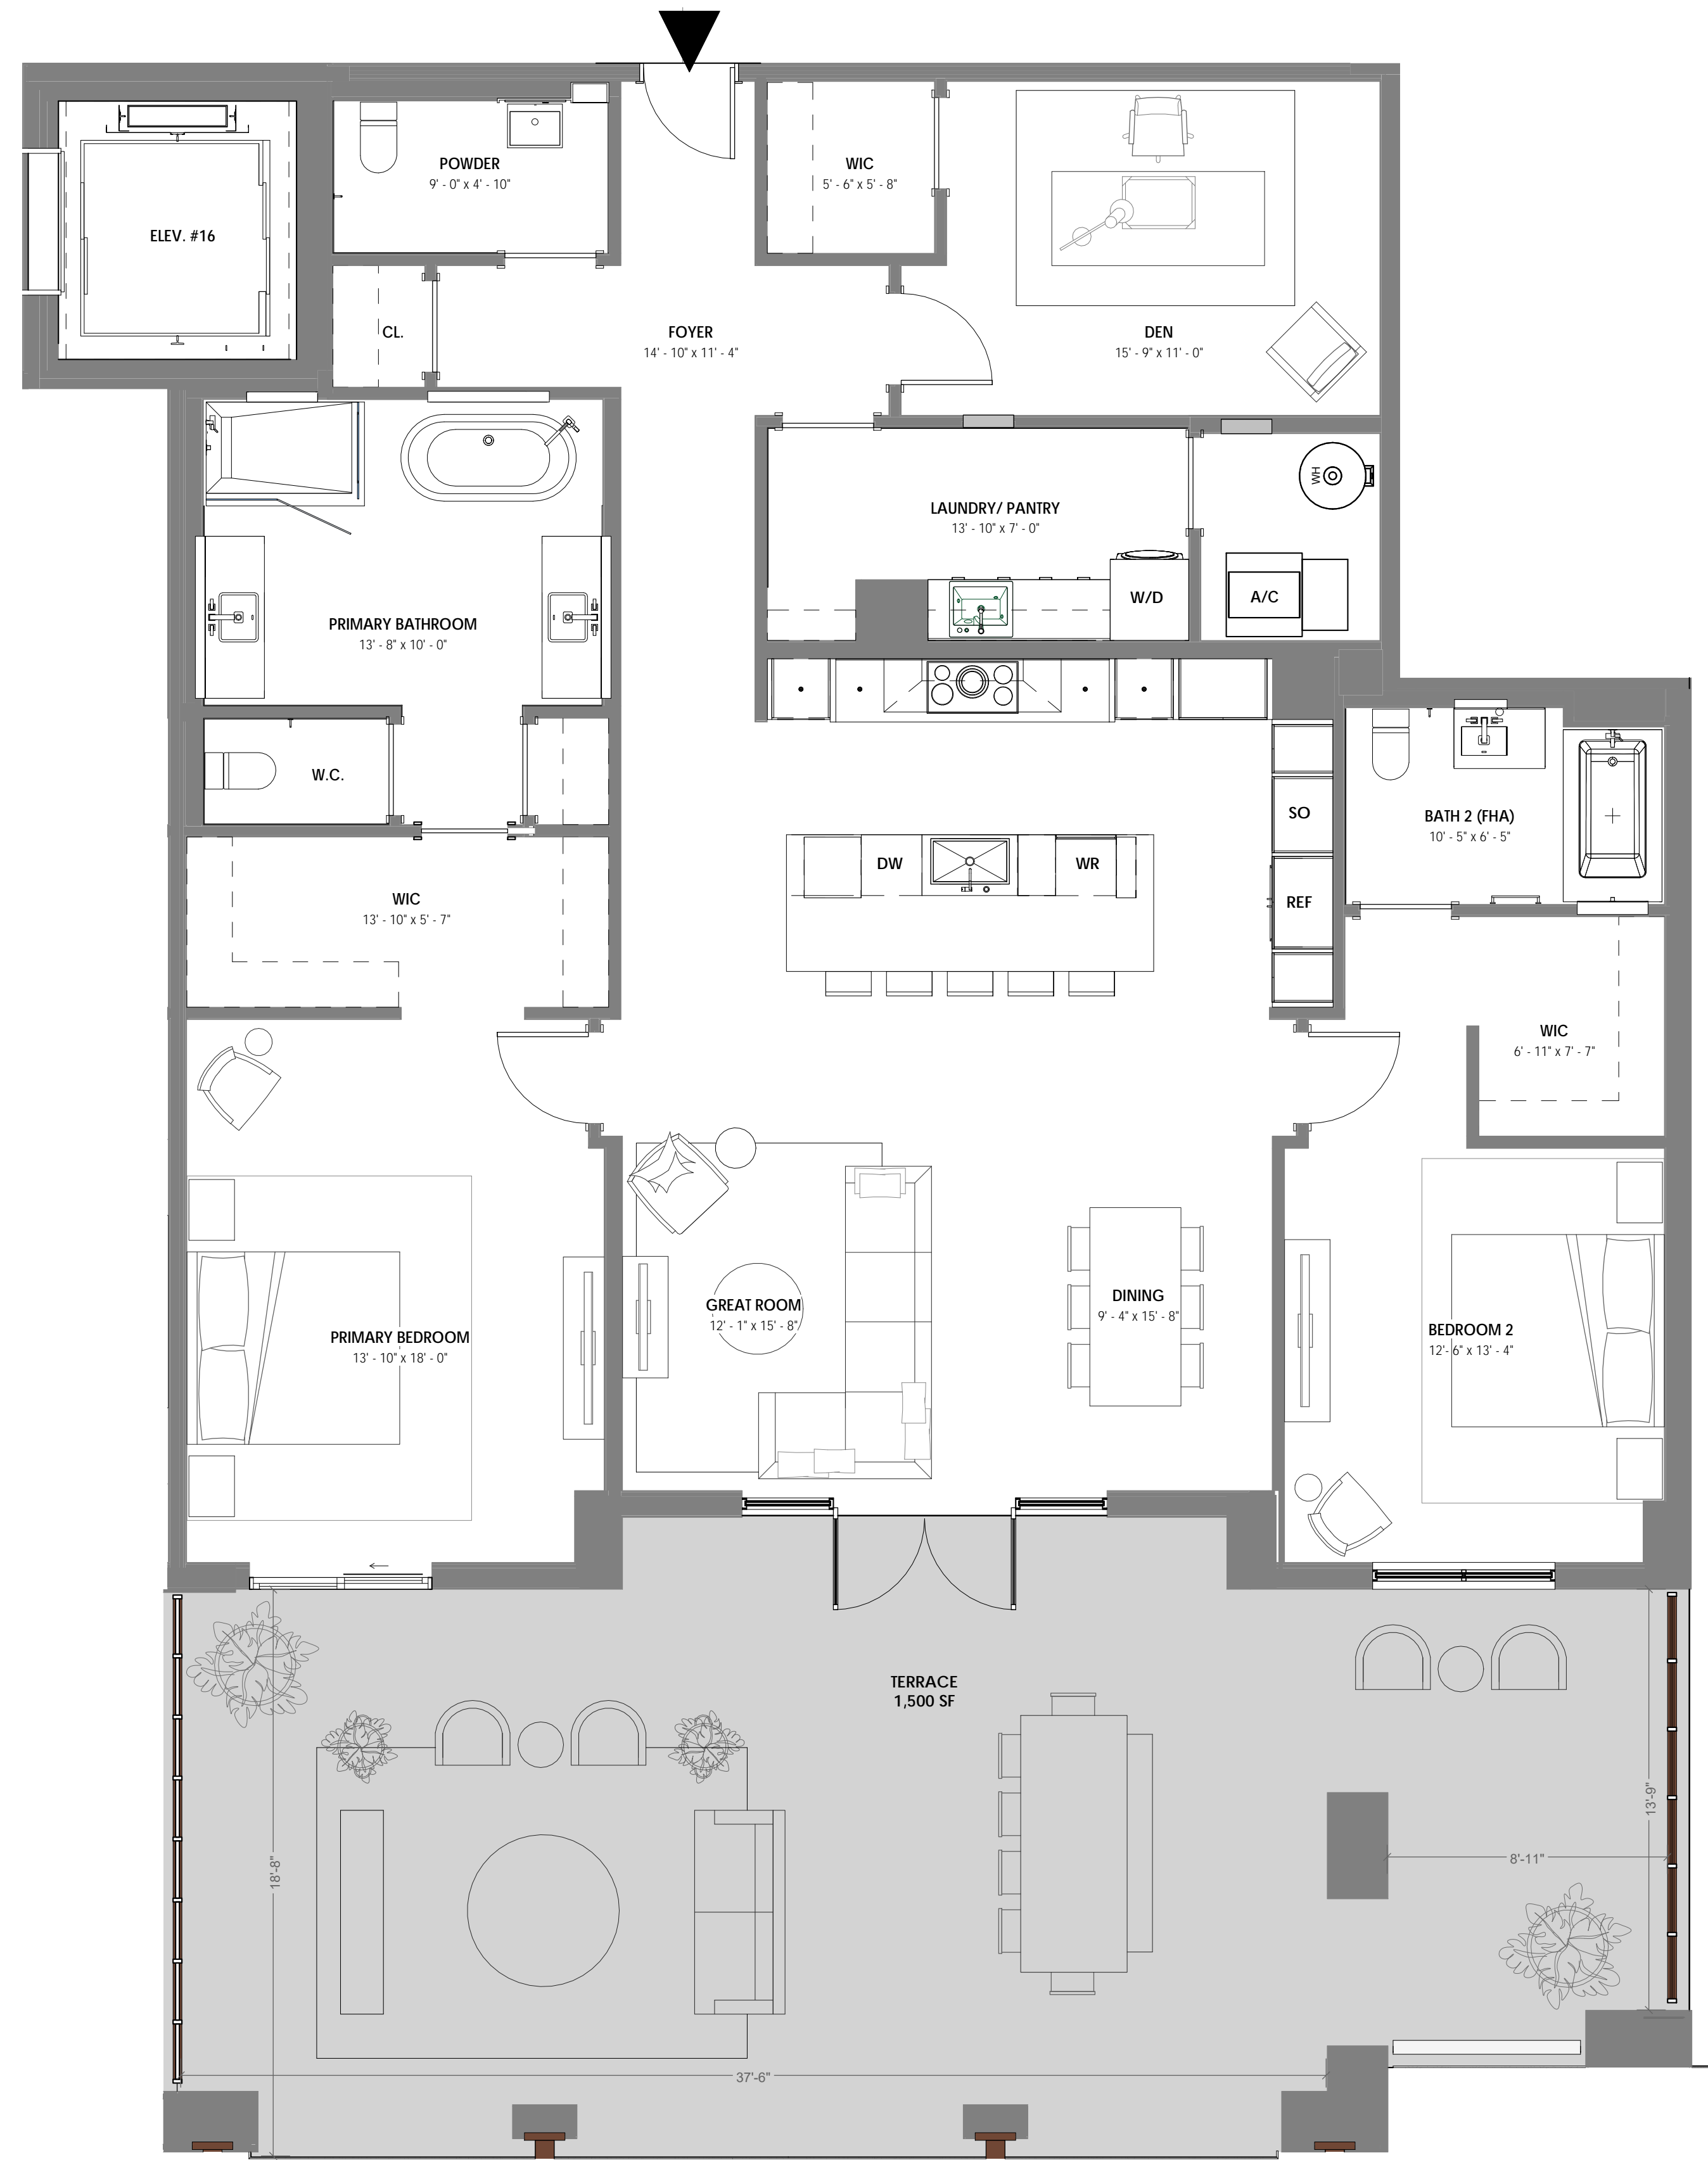 POWDER
9' - 0" x 4' - 10"
WIC
5' - 6" x 5' - 8"
ELEV. #16
CL.
FOYER
14' - 10" x 11' - 4"
DEN
15' - 9" x 11' - 0"
WH
LAUNDRY/ PANTRY
13' - 10" x 7' - 0"
W/D
A/C
PRIMARY BATHROOM
13' - 8" x 10' - 0"
W.C.
SO
BATH 2 (FHA)
10' - 5" x 6' - 5"
DW
WR
REF
WIC
13' - 10" x 5' - 7"
WIC
6' - 11" x 7' - 7"
GREAT ROOM
12' - 1" x 15' - 8"
DINING
9' - 4" x 15' - 8"
PRIMARY BEDROOM
13' - 10" x 18' - 0"
BEDROOM 2
12'- 6" x 13' - 4"
TERRACE
1,500 SF
13'-9"
18'-8"
8'-11"
37'-6"